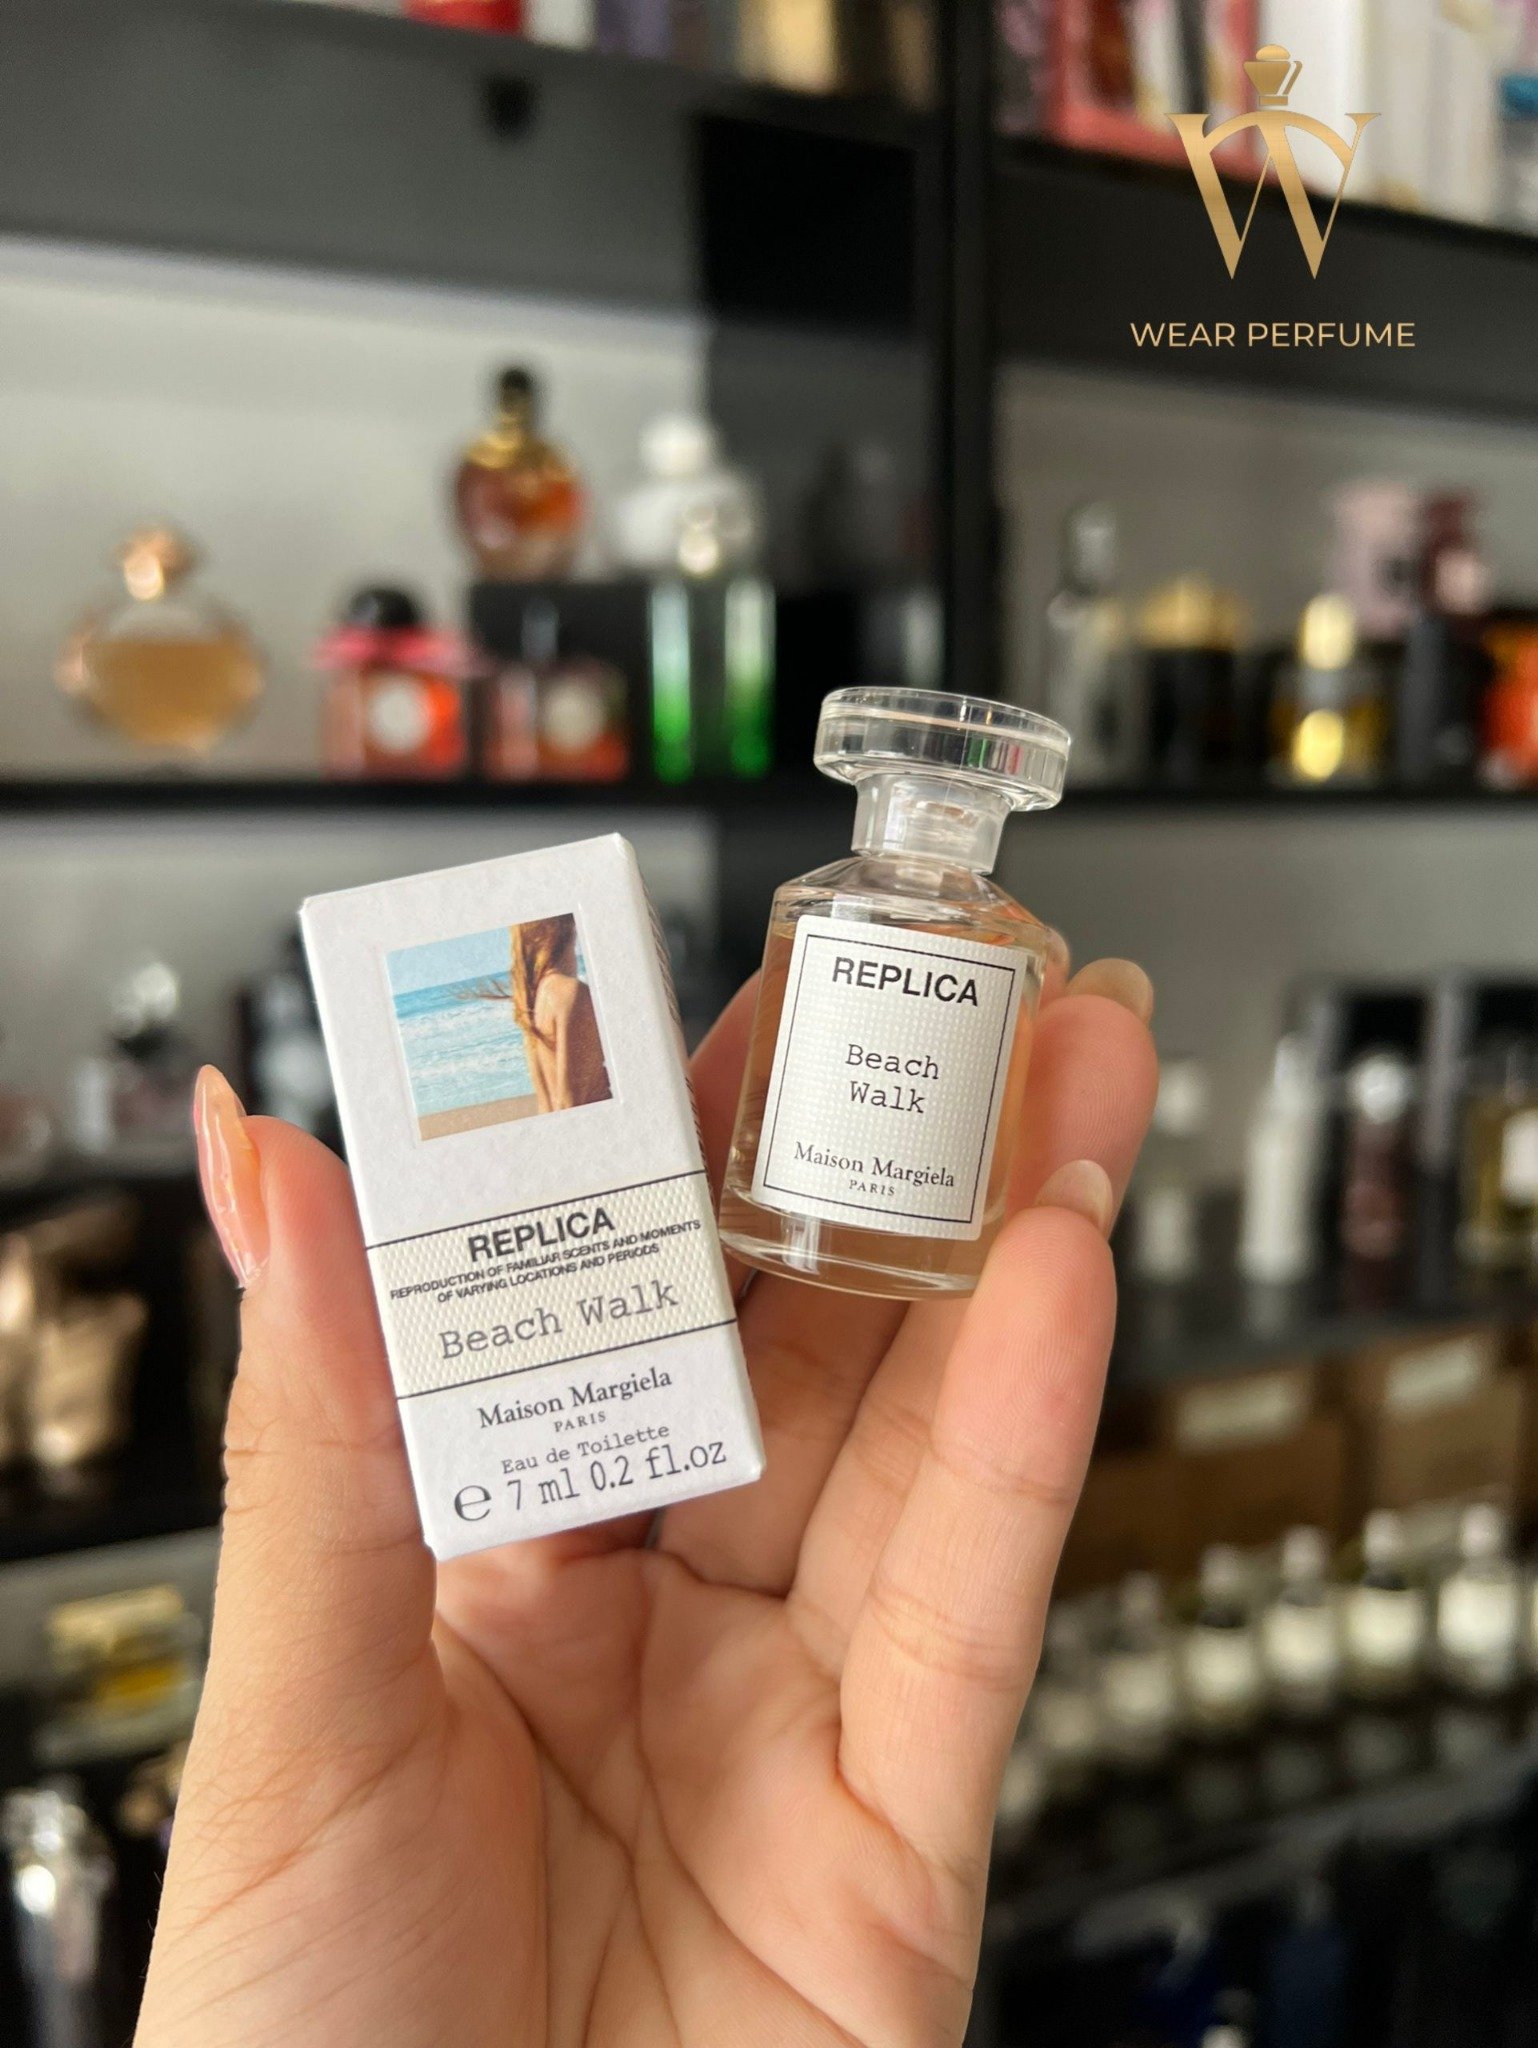 WEAR PERFUME
REPLICA
Beach
Walk
Maison Margiela
PARIS
REPLICA
REPRODUCTION OF FAMILIAR SCENTS AND MOMENTS
OF VARYING LOCATIONS AND PERIODS
Beach Walk
Maison Margiela
PARIS
Eau de Toilette
℮ 7 ml 0.2 fl.oz